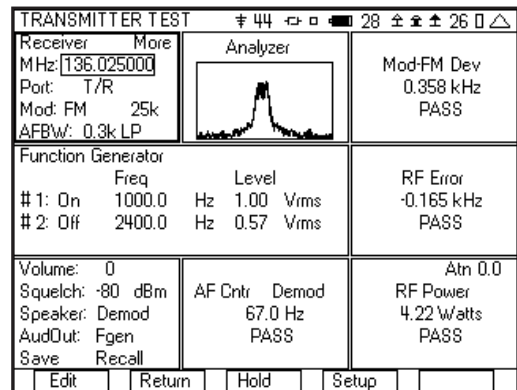 TRANSMITTER TEST 44 28 26
Receiver More
MHz: 136.025000
Port: T/R
Mod: FM 25k
AFBW: 0.3k LP
Analyzer
Mod-FM Dev
0.358 kHz
PASS
Function Generator
Freq Level
#1: On 1000.0 Hz 1.00 Vrms
#2: Off 2400.0 Hz 0.57 Vrms
RF Error
-0.165 kHz
PASS
Volume: 0
Squelch: -80 dBm
Speaker: Demod
AudOut: Fgen
Save Recall
AF Cntr Demod
67.0 Hz
PASS
Atn 0.0
RF Power
4.22 Watts
PASS
Edit Return Hold Setup